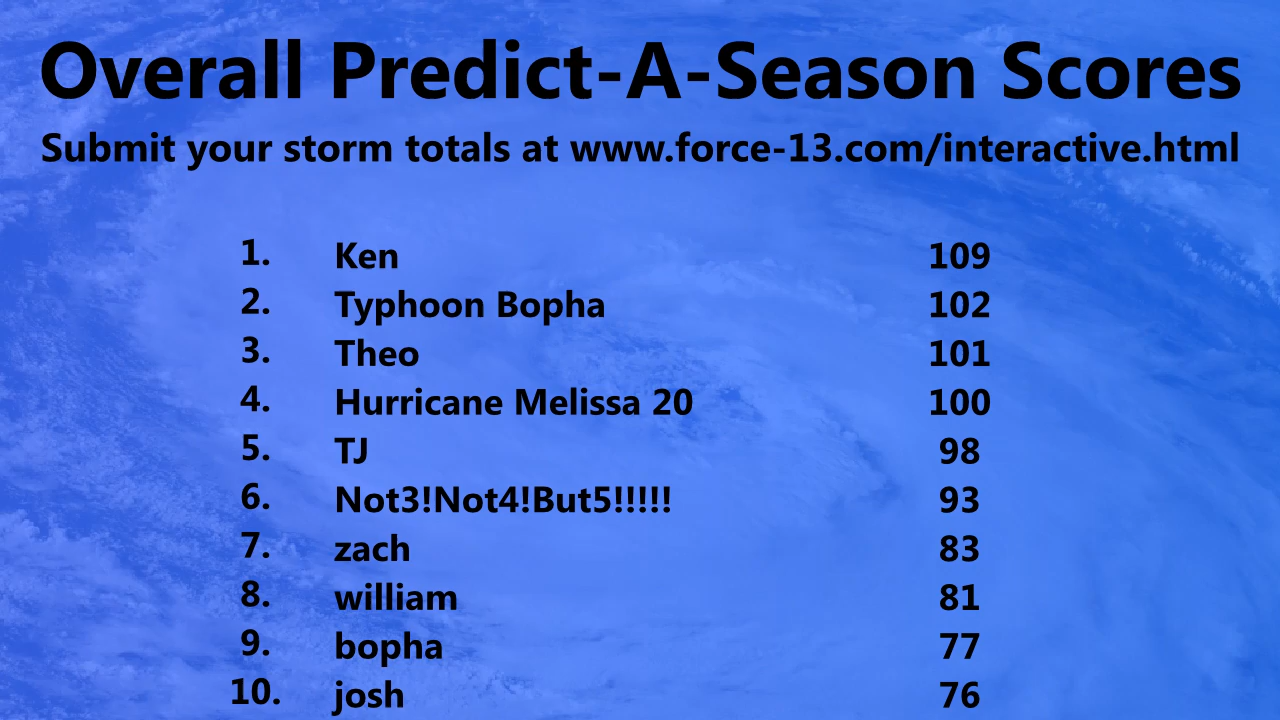 Overall Predict-A-Season Scores
Submit your storm totals at www.force-13.com/interactive.html
1. Ken 109
2. Typhoon Bopha 102
3. Theo 101
4. Hurricane Melissa 20 100
5. TJ 98
6. Not3!Not4!But5!!!!! 93
7. zach 83
8. william 81
9. bopha 77
10. josh 76